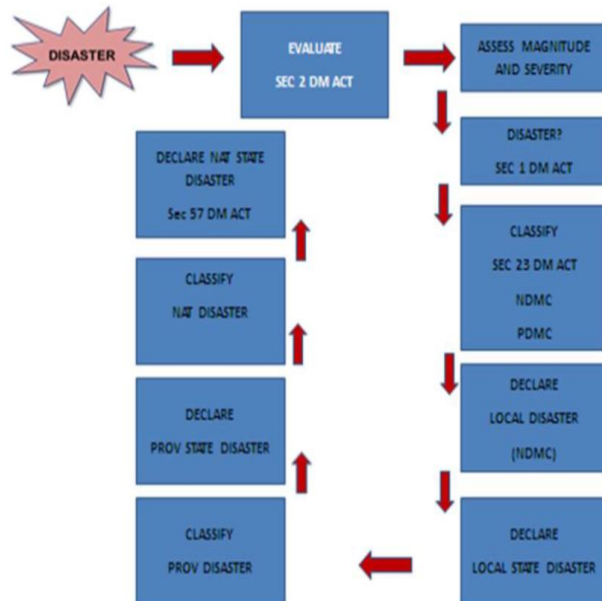 DISASTER
EVALUATE
SEC 2 DM ACT
ASSESS MAGNITUDE
AND SEVERITY
DISASTER?
SEC 1 DM ACT
CLASSIFY
SEC 23 DM ACT
NDMC
PDMC
DECLARE
LOCAL DISASTER
(NDMC)
DECLARE
LOCAL STATE DISASTER
CLASSIFY
PROV DISASTER
DECLARE
PROV STATE DISASTER
CLASSIFY
NAT DISASTER
DECLARE NAT STATE
DISASTER
Sec 57 DM ACT